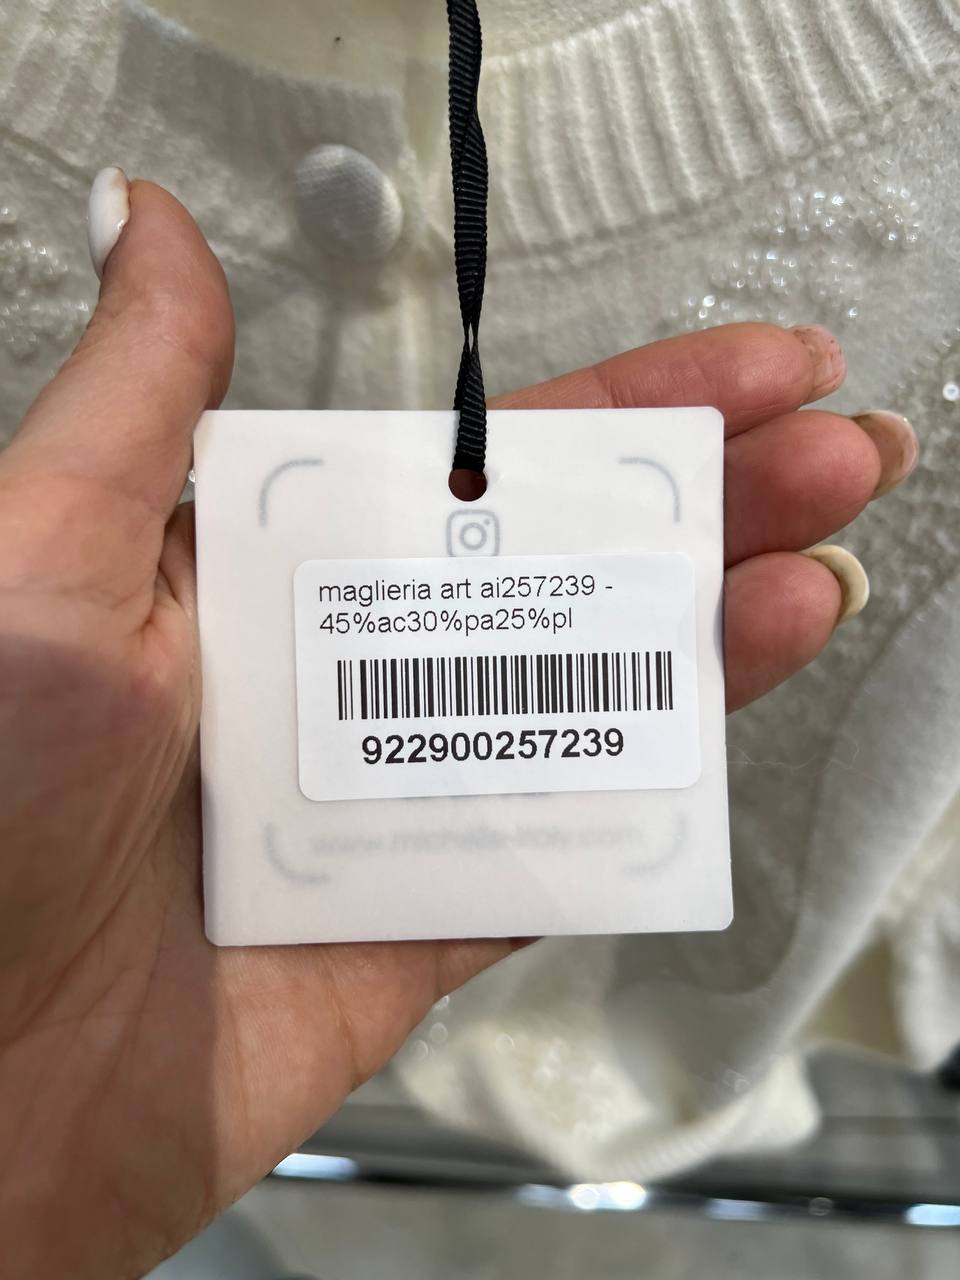 maglieria art ai257239 -
45%ac30%pa25%pl
922900257239